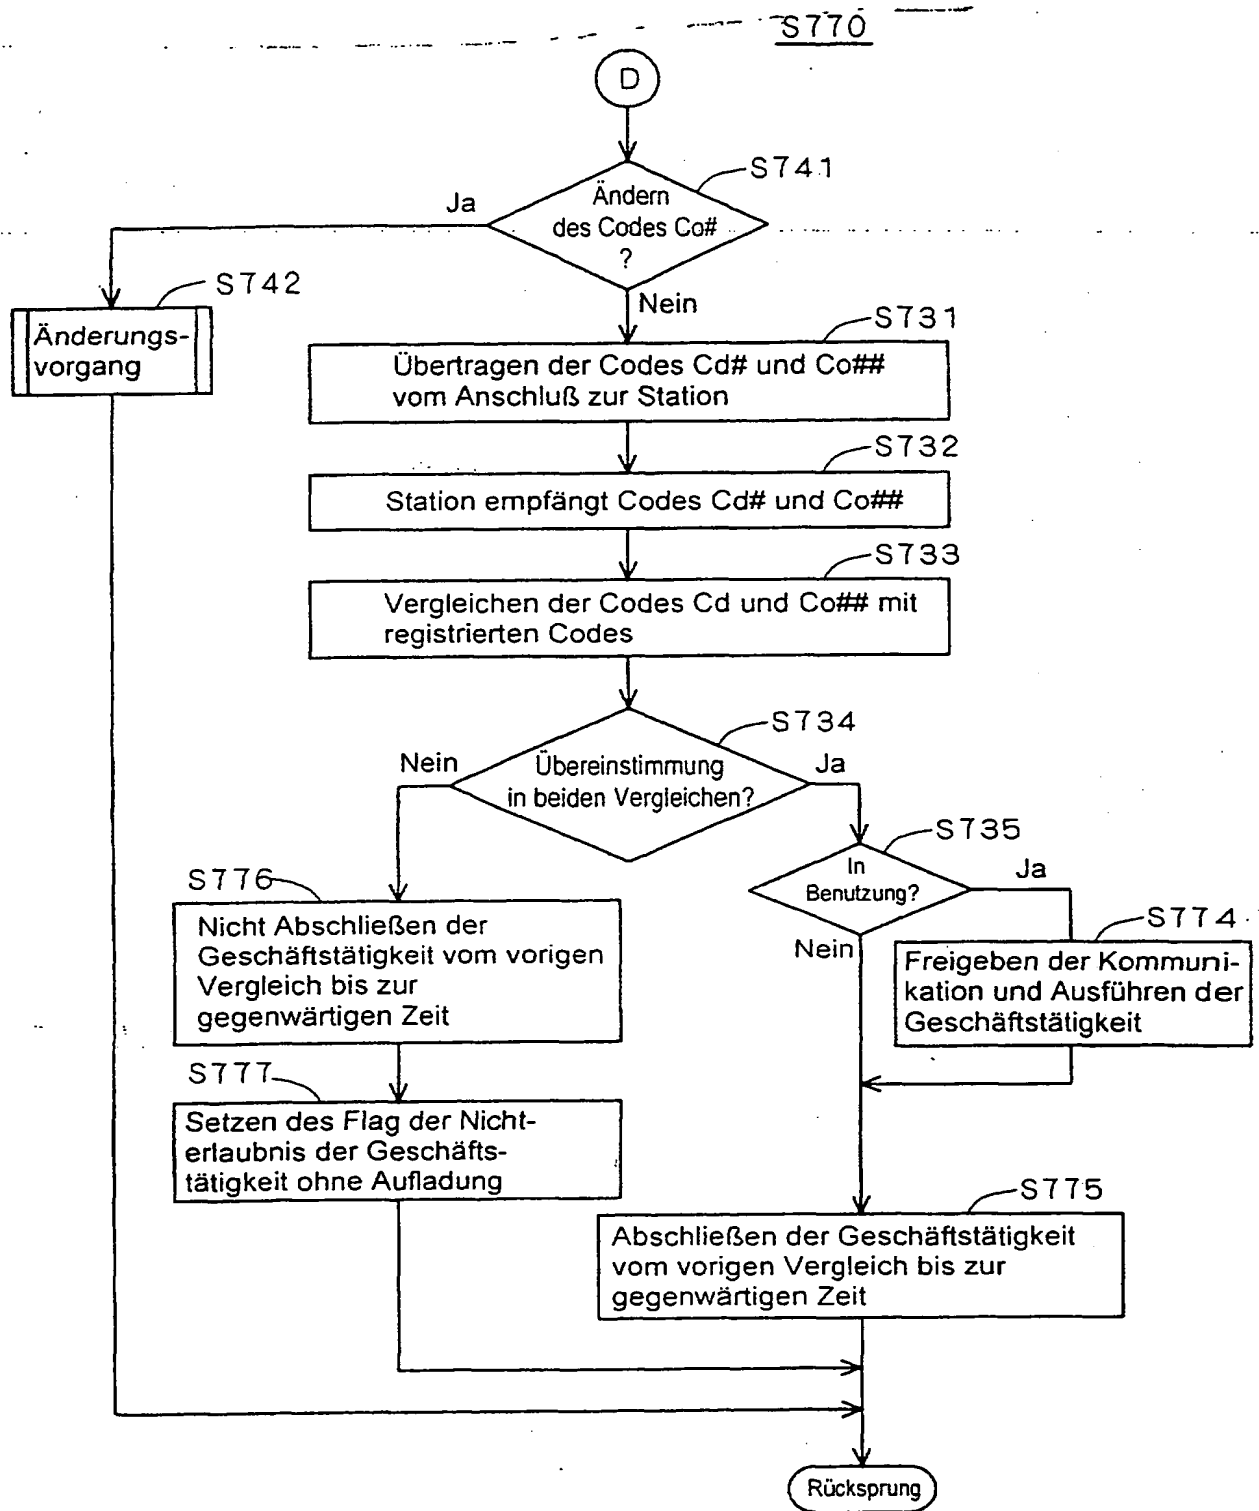 S770
D
S741
Ändern
des Codes Co#
?
Ja
Nein
S742
Änderungs-
vorgang
S731
Übertragen der Codes Cd# und Co##
vom Anschluß zur Station
S732
Station empfängt Codes Cd# und Co##
S733
Vergleichen der Codes Cd und Co## mit
registrierten Codes
S734
Übereinstimmung
in beiden Vergleichen?
Nein
Ja
S735
In
Benutzung?
Ja
Nein
S776
Nicht Abschließen der
Geschäftstätigkeit vom vorigen
Vergleich bis zur
gegenwärtigen Zeit
S774
Freigeben der Kommuni-
kation und Ausführen der
Geschäftstätigkeit
S777
Setzen des Flag der Nicht-
erlaubnis der Geschäfts-
tätigkeit ohne Aufladung
S775
Abschließen der Geschäftstätigkeit
vom vorigen Vergleich bis zur
gegenwärtigen Zeit
Rücksprung